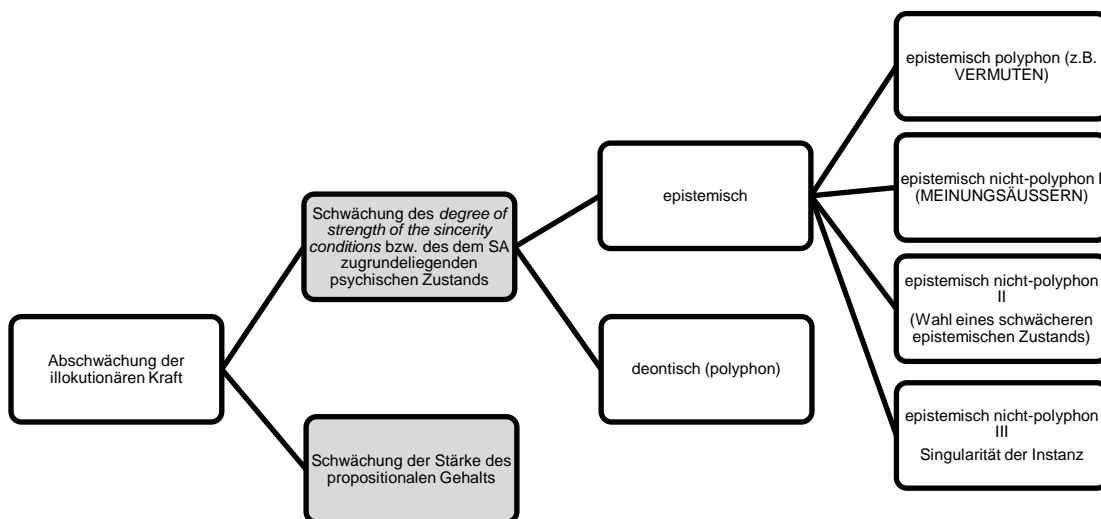 Abschwächung der
illokutionären Kraft
Schwächung des degree of
strength of the sincerity
conditions bzw. des dem SA
zugrundeliegenden
psychischen Zustands
Schwächung der Stärke des
propositionalen Gehalts
epistemisch
deontisch (polyphon)
epistemisch polyphon (z.B.
VERMUTEN)
epistemisch nicht-polyphon I
(MEINUNGSÄUSSERN)
epistemisch nicht-polyphon
II
(Wahl eines schwächeren
epistemischen Zustands)
epistemisch nicht-polyphon
III
Singularität der Instanz